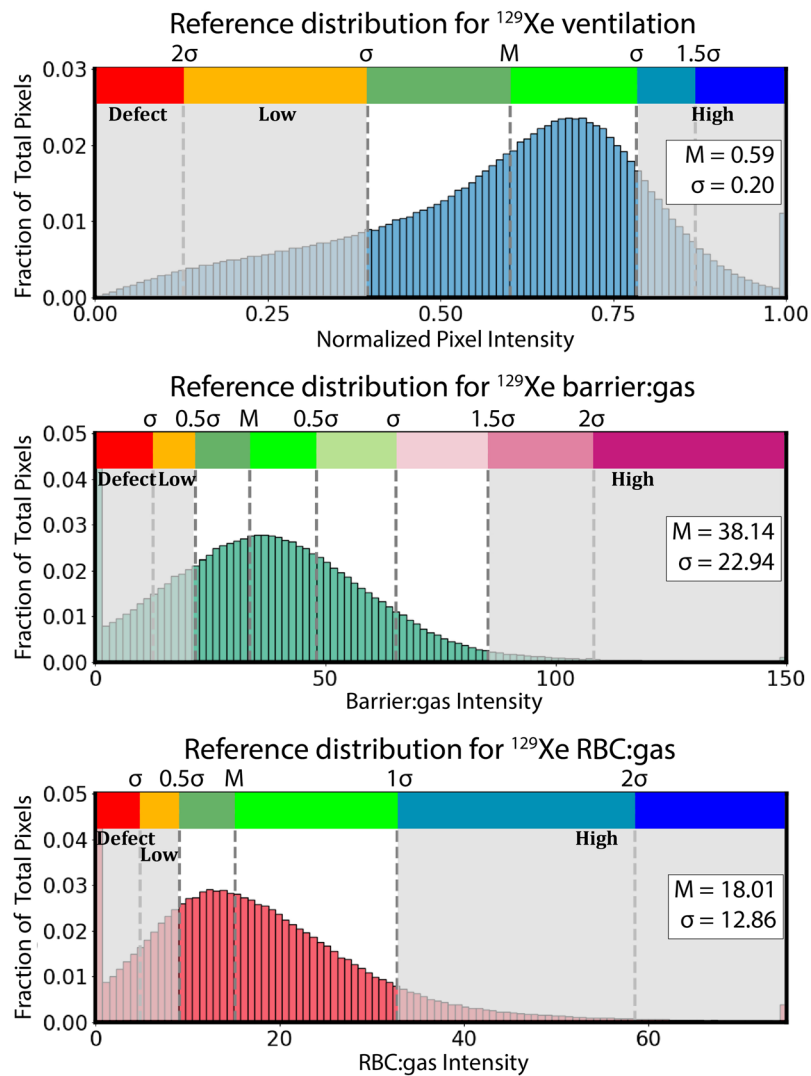 Reference distribution for ¹²⁹Xe ventilation
2σ σ M σ 1.5σ
0.03
Defect Low High
0.02
M = 0.59
σ = 0.20
0.01
0.00
0.00 0.25 0.50 0.75 1.00
Fraction of Total Pixels
Normalized Pixel Intensity
Reference distribution for ¹²⁹Xe barrier:gas
σ 0.5σ M 0.5σ σ 1.5σ 2σ
0.05
Defect Low High
0.04
0.03
M = 38.14
σ = 22.94
0.02
0.01
0.00
0 50 100 150
Fraction of Total Pixels
Barrier:gas Intensity
Reference distribution for ¹²⁹Xe RBC:gas
σ 0.5σ M 1σ 2σ
0.05
Defect Low High
0.04
0.03
M = 18.01
σ = 12.86
0.02
0.01
0.00
0 20 40 60
Fraction of Total Pixels
RBC:gas Intensity